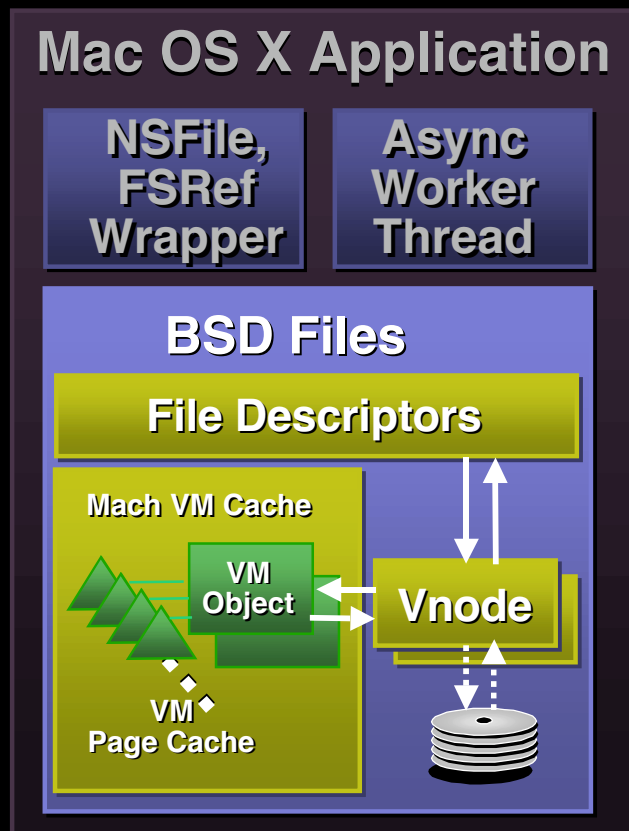 Mac OS X Application
NSFile,
FSRef
Wrapper
Async
Worker
Thread
BSD Files
File Descriptors
Mach VM Cache
VM
Object
Vnode
VM
Page Cache